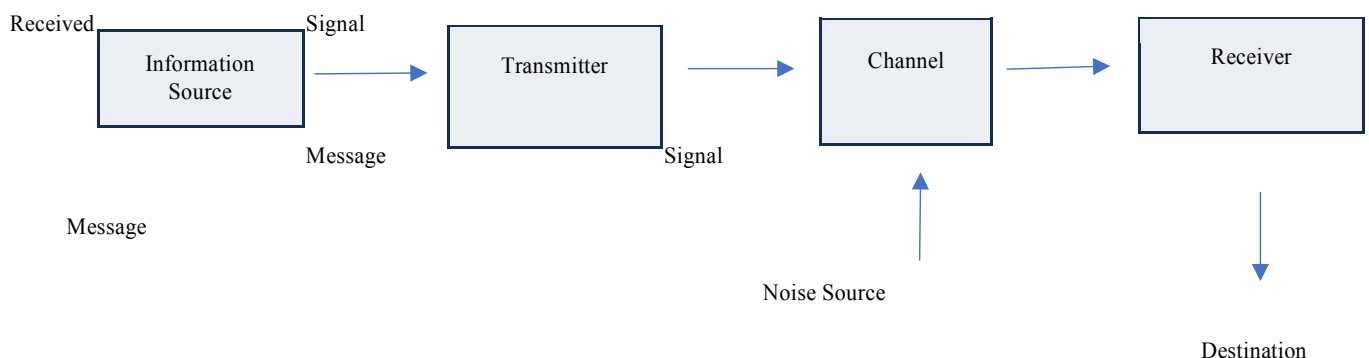 Received Signal
Information
Source
Transmitter
Channel
Receiver
Message Signal
Message
Noise Source
Destination